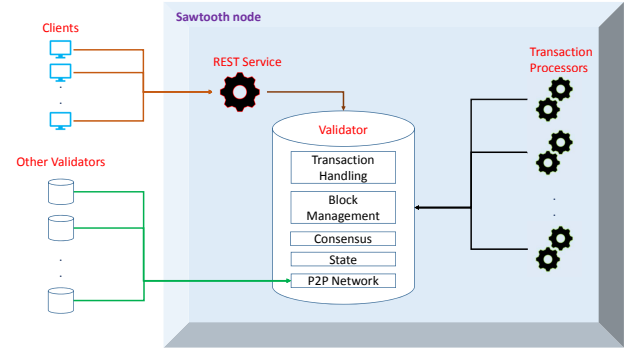 Sawtooth node
Clients
REST Service
Transaction
Processors
Validator
Transaction
Handling
Other Validators
Block
Management
Consensus
State
P2P Network